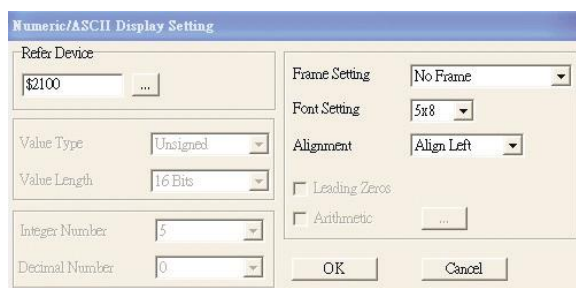 Numeric/ASCII Display Setting
Refer Device
$2100
...
Value Type
Unsigned
Value Length
16 Bits
Integer Number
5
Decimal Number
0
Frame Setting
No Frame
Font Setting
5x8
Alignment
Align Left
Leading Zeros
Arithmetic
...
OK
Cancel